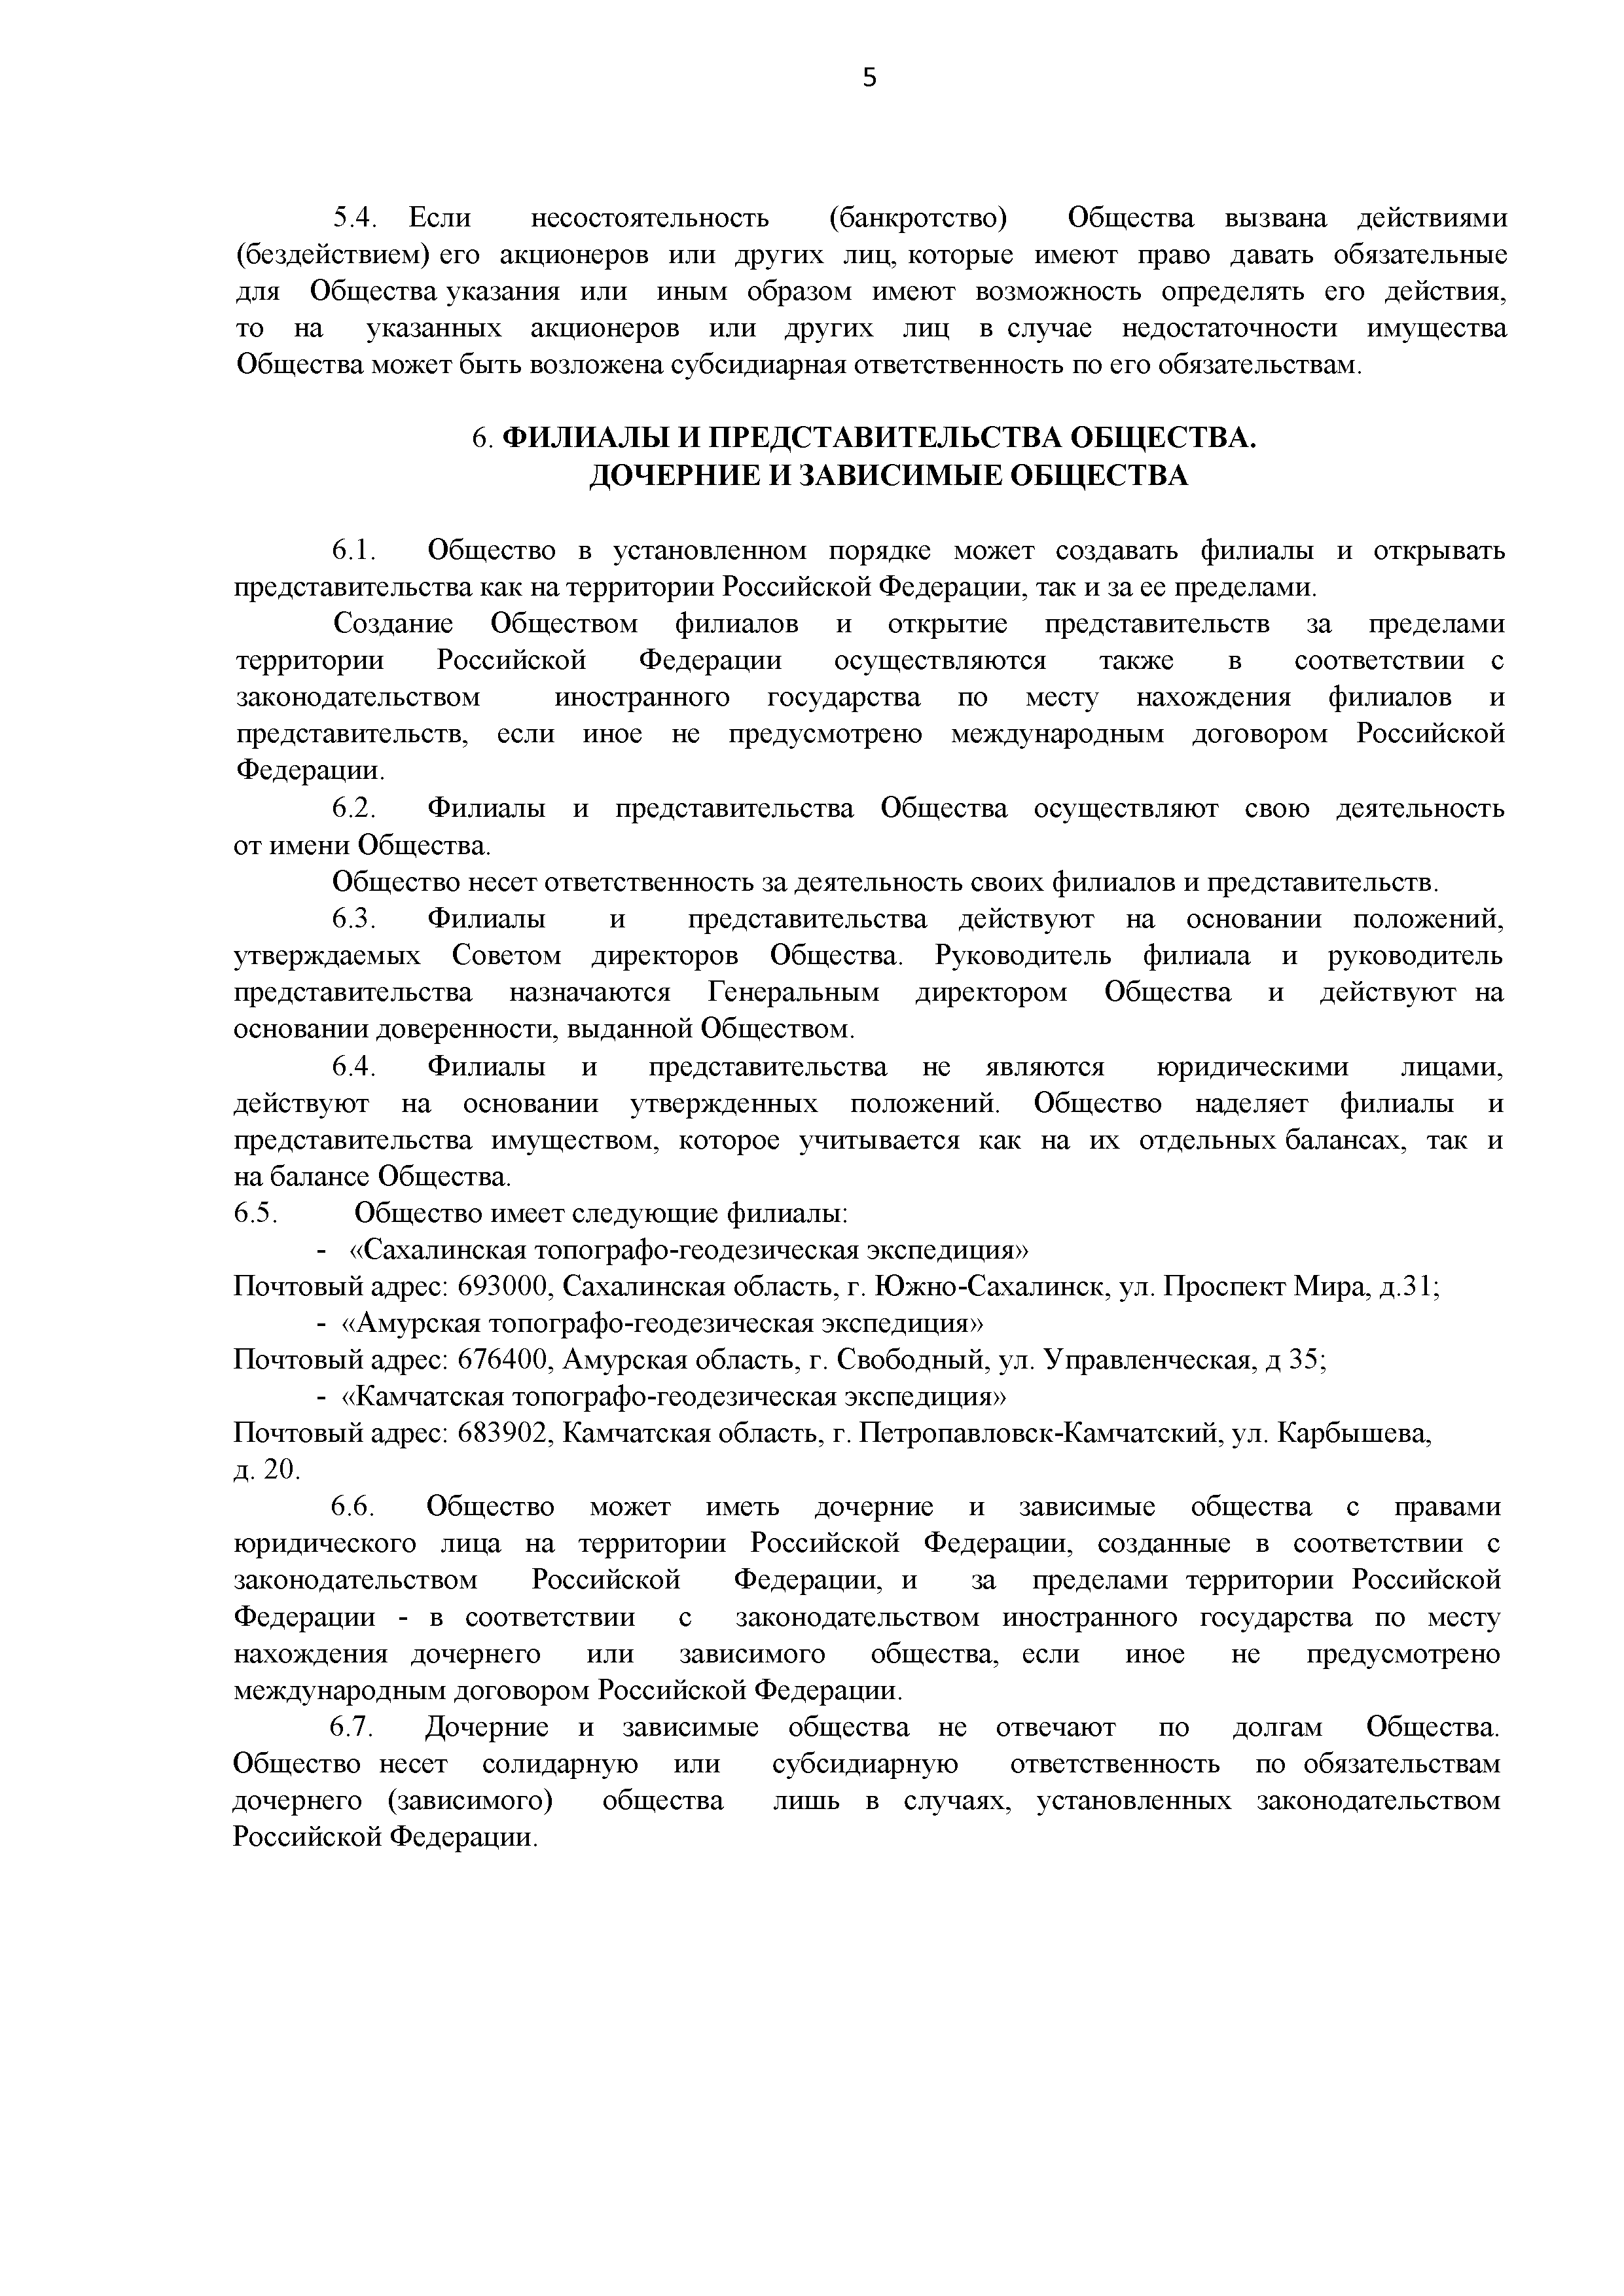 5
5.4. Если несостоятельность (банкротство) Общества вызвана действиями
(бездействием) его акционеров или других лиц, которые имеют право давать обязательные
для Общества указания или иным образом имеют возможность определять его действия,
то на указанных акционеров или других лиц в случае недостаточности имущества
Общества может быть возложена субсидиарная ответственность по его обязательствам.
6. ФИЛИАЛЫ И ПРЕДСТАВИТЕЛЬСТВА ОБЩЕСТВА.
ДОЧЕРНИЕ И ЗАВИСИМЫЕ ОБЩЕСТВА
6.1. Общество в установленном порядке может создавать филиалы и открывать
представительства как на территории Российской Федерации, так и за ее пределами.
Создание Обществом филиалов и открытие представительств за пределами
территории Российской Федерации осуществляются также в соответствии с
законодательством иностранного государства по месту нахождения филиалов и
представительств, если иное не предусмотрено международным договором Российской
Федерации.
6.2. Филиалы и представительства Общества осуществляют свою деятельность
от имени Общества.
Общество несет ответственность за деятельность своих филиалов и представительств.
6.3. Филиалы и представительства действуют на основании положений,
утверждаемых Советом директоров Общества. Руководитель филиала и руководитель
представительства назначаются Генеральным директором Общества и действуют на
основании доверенности, выданной Обществом.
6.4. Филиалы и представительства не являются юридическими лицами,
действуют на основании утвержденных положений. Общество наделяет филиалы и
представительства имуществом, которое учитывается как на их отдельных балансах, так и
на балансе Общества.
6.5. Общество имеет следующие филиалы:
- «Сахалинская топографо-геодезическая экспедиция»
Почтовый адрес: 693000, Сахалинская область, г. Южно-Сахалинск, ул. Проспект Мира, д.31;
- «Амурская топографо-геодезическая экспедиция»
Почтовый адрес: 676400, Амурская область, г. Свободный, ул. Управленческая, д 35;
- «Камчатская топографо-геодезическая экспедиция»
Почтовый адрес: 683902, Камчатская область, г. Петропавловск-Камчатский, ул. Карбышева,
д. 20.
6.6. Общество может иметь дочерние и зависимые общества с правами
юридического лица на территории Российской Федерации, созданные в соответствии с
законодательством Российской Федерации, и за пределами территории Российской
Федерации - в соответствии с законодательством иностранного государства по месту
нахождения дочернего или зависимого общества, если иное не предусмотрено
международным договором Российской Федерации.
6.7. Дочерние и зависимые общества не отвечают по долгам Общества.
Общество несет солидарную или субсидиарную ответственность по обязательствам
дочернего (зависимого) общества лишь в случаях, установленных законодательством
Российской Федерации.